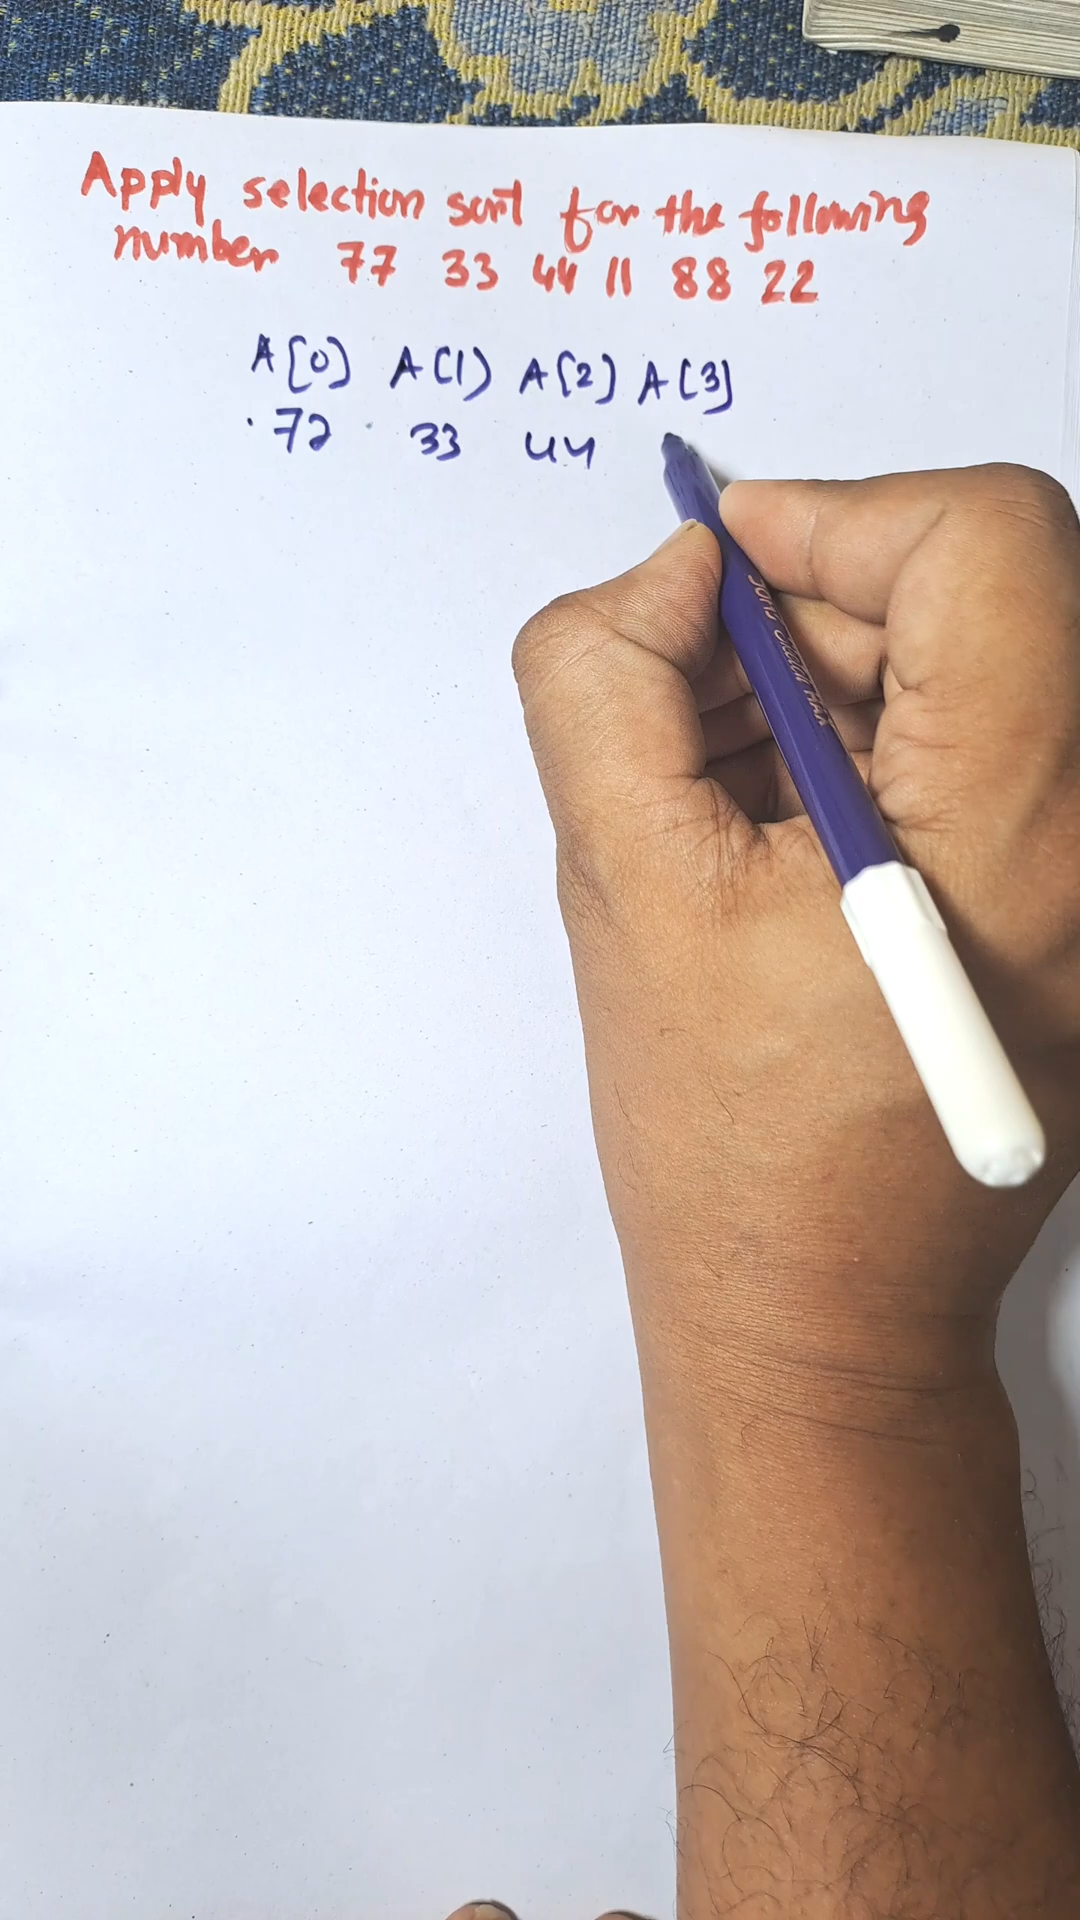 Apply selection sort for the following
number 77 33 44 11 88 22
A[0] A[1] A[2] A[3]
72 33 44